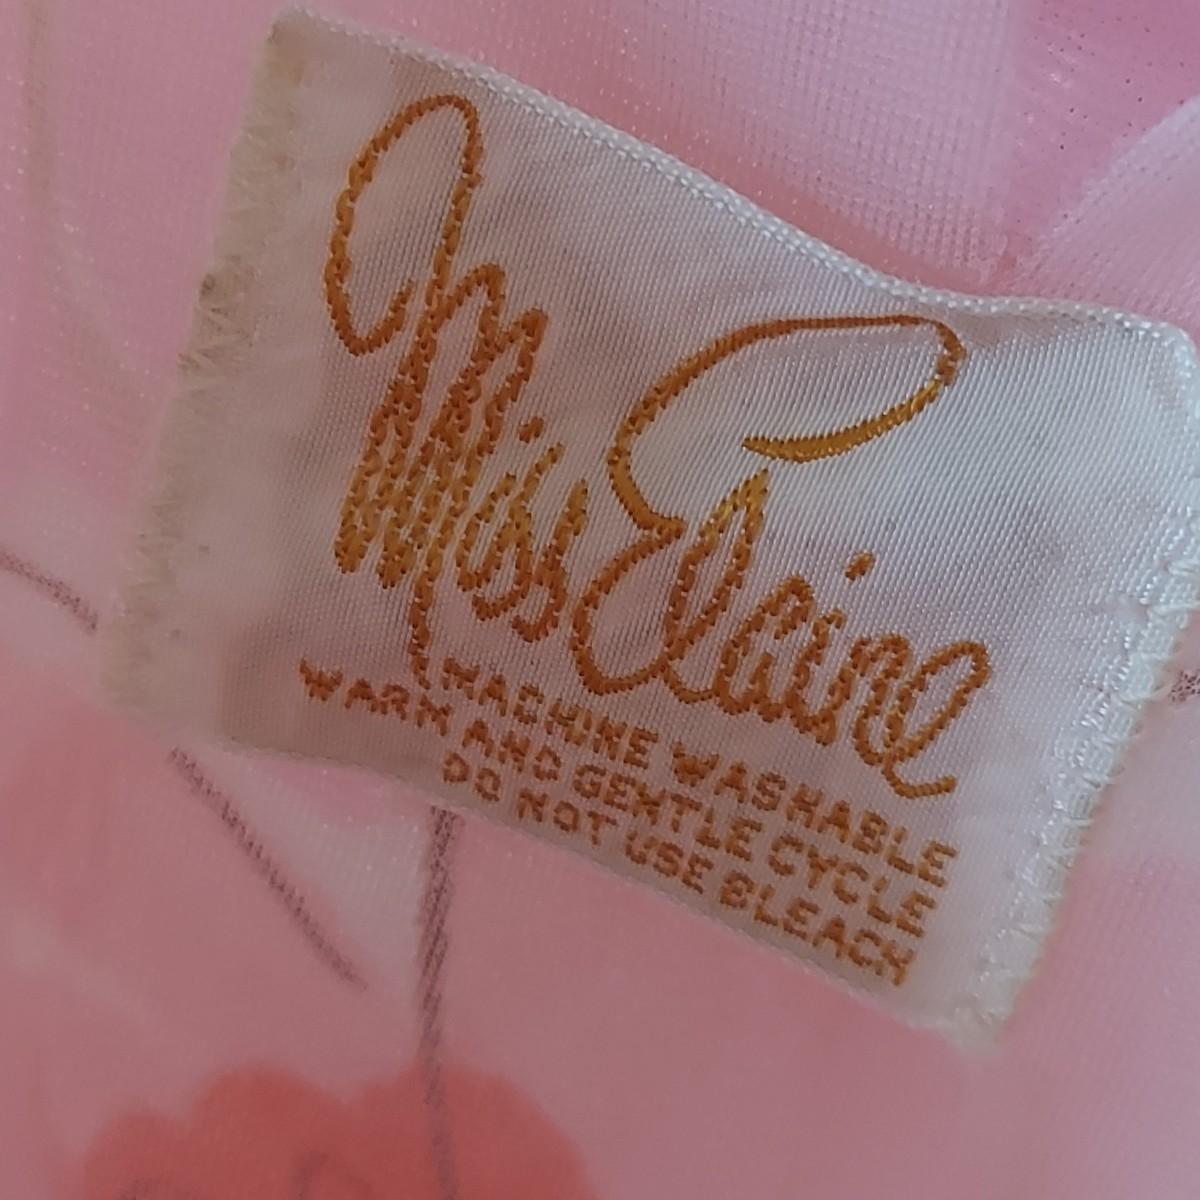 Miss Elaine
MACHINE WASHABLE
WARM AND GENTLE CYCLE
DO NOT USE BLEACH